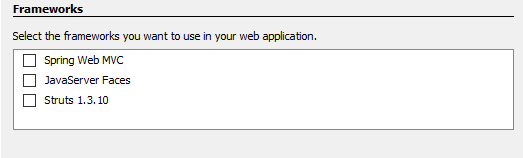 Frameworks
Select the frameworks you want to use in your web application.
Spring Web MVC
JavaServer Faces
Struts 1.3.10